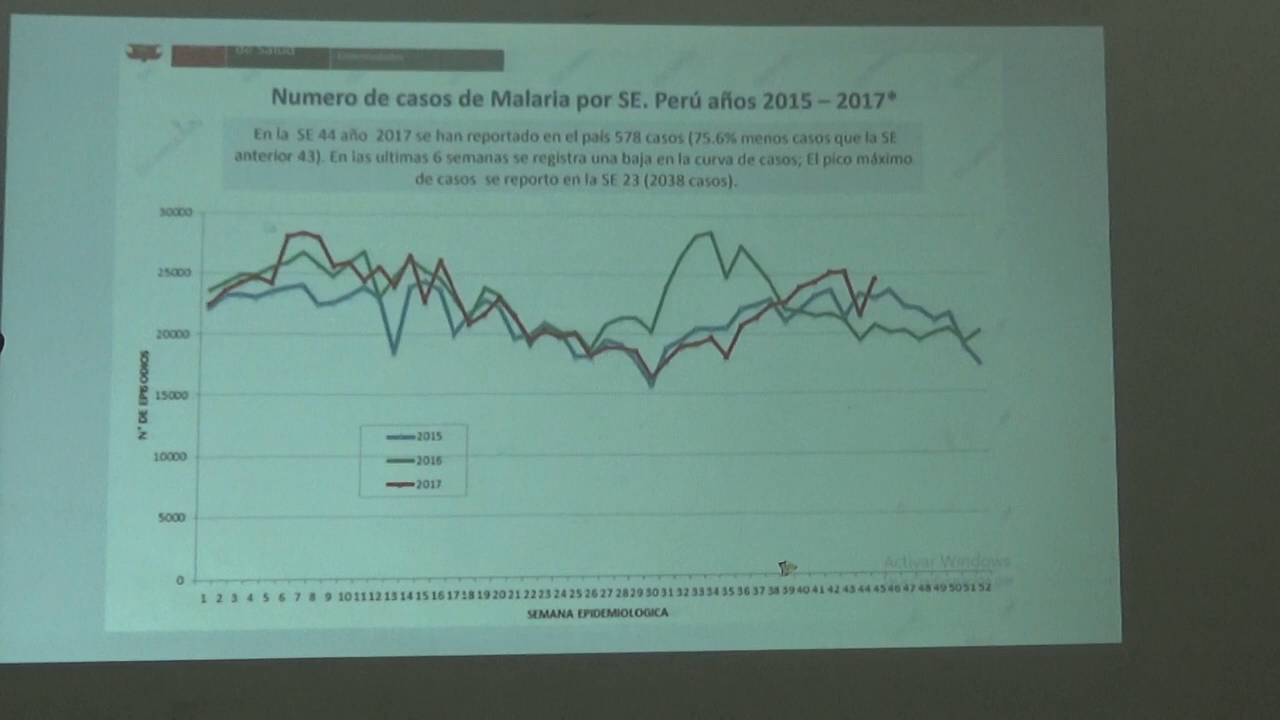 de Salud
Numero de casos de Malaria por SE. Perú años 2015 – 2017*
En la SE 44 año 2017 se han reportado en el país 578 casos (75.6% menos casos que la SE
anterior 43). En las ultimas 6 semanas se registra una baja en la curva de casos; El pico máximo
de casos se reporto en la SE 23 (2038 casos).
30000
25000
20000
15000
10000
5000
0
N° DE EPISODIOS
2015
2016
2017
Activar Windows
1 2 3 4 5 6 7 8 9 10 11 12 13 14 15 16 17 18 19 20 21 22 23 24 25 26 27 28 29 30 31 32 33 34 35 36 37 38 39 40 41 42 43 44 45 46 47 48 49 50 51 52
SEMANA EPIDEMIOLOGICA